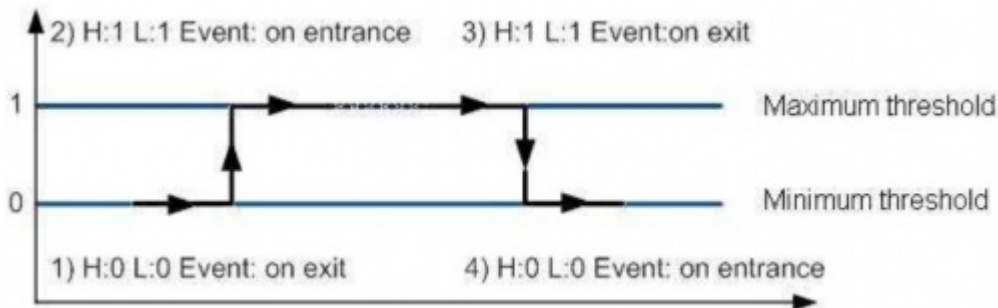 2) H:1 L:1 Event: on entrance
3) H:1 L:1 Event:on exit
1
Maximum threshold
0
Minimum threshold
1) H:0 L:0 Event: on exit
4) H:0 L:0 Event: on entrance